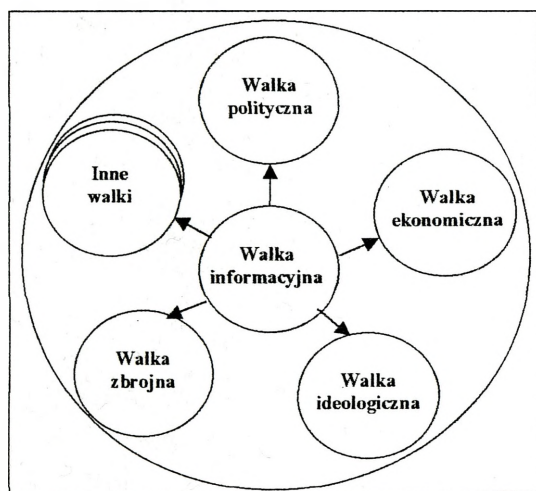 Walka
polityczna
Inne
walki
Walka
ekonomiczna
Walka
informacyjna
Walka
zbrojna
Walka
ideologiczna